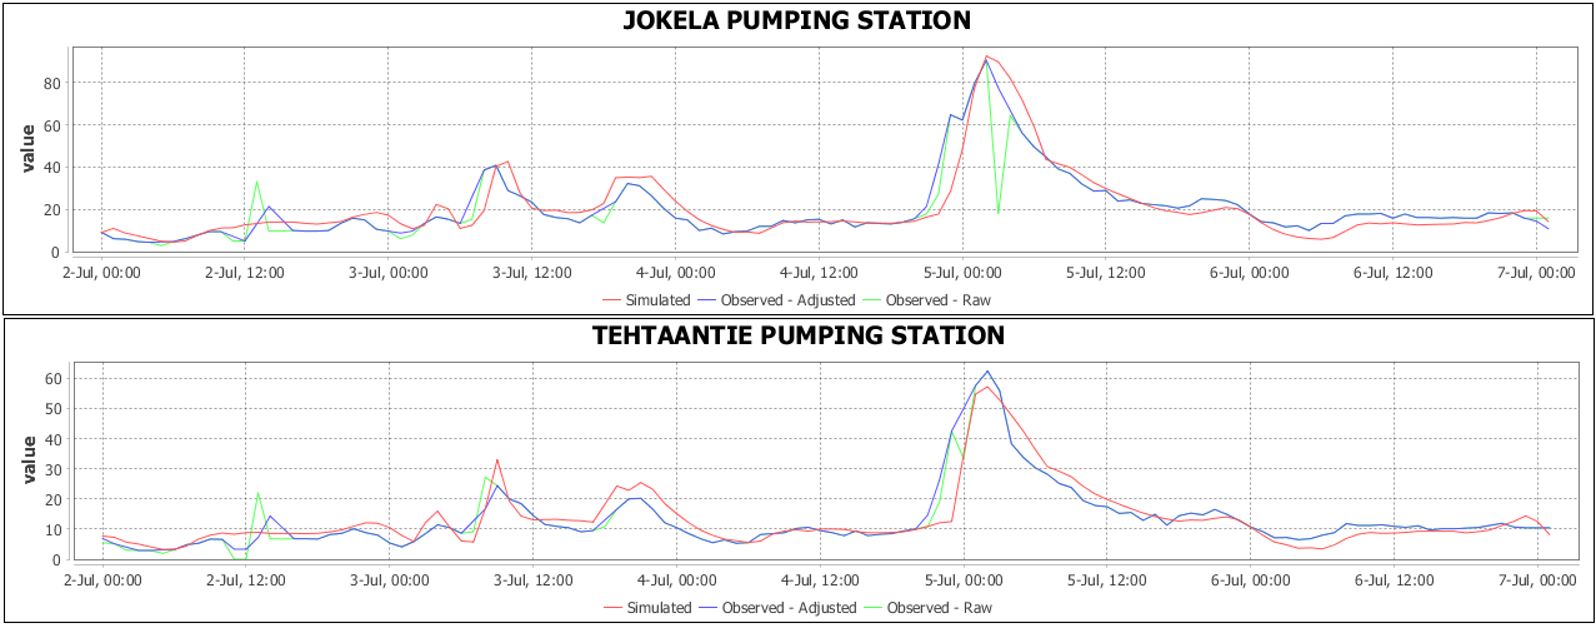 JOKELA PUMPING STATION
value
80
60
40
20
0
2-Jul, 00:00 2-Jul, 12:00 3-Jul, 00:00 3-Jul, 12:00 4-Jul, 00:00 4-Jul, 12:00 5-Jul, 00:00 5-Jul, 12:00 6-Jul, 00:00 6-Jul, 12:00 7-Jul, 00:00
Simulated Observed - Adjusted Observed - Raw
TEHTAANTIE PUMPING STATION
value
60
50
40
30
20
10
0
2-Jul, 00:00 2-Jul, 12:00 3-Jul, 00:00 3-Jul, 12:00 4-Jul, 00:00 4-Jul, 12:00 5-Jul, 00:00 5-Jul, 12:00 6-Jul, 00:00 6-Jul, 12:00 7-Jul, 00:00
Simulated Observed - Adjusted Observed - Raw